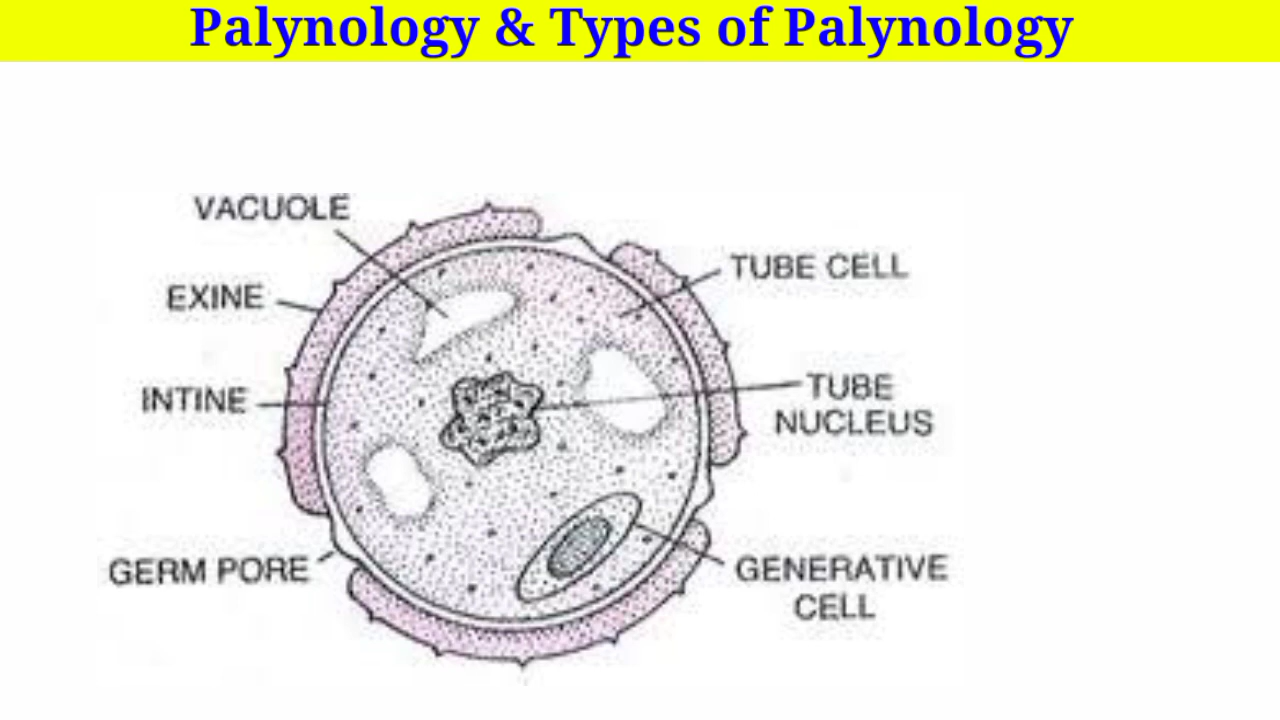 Palynology & Types of Palynology
VACUOLE
TUBE CELL
EXINE
INTINE
TUBE
NUCLEUS
GERM PORE
GENERATIVE
CELL